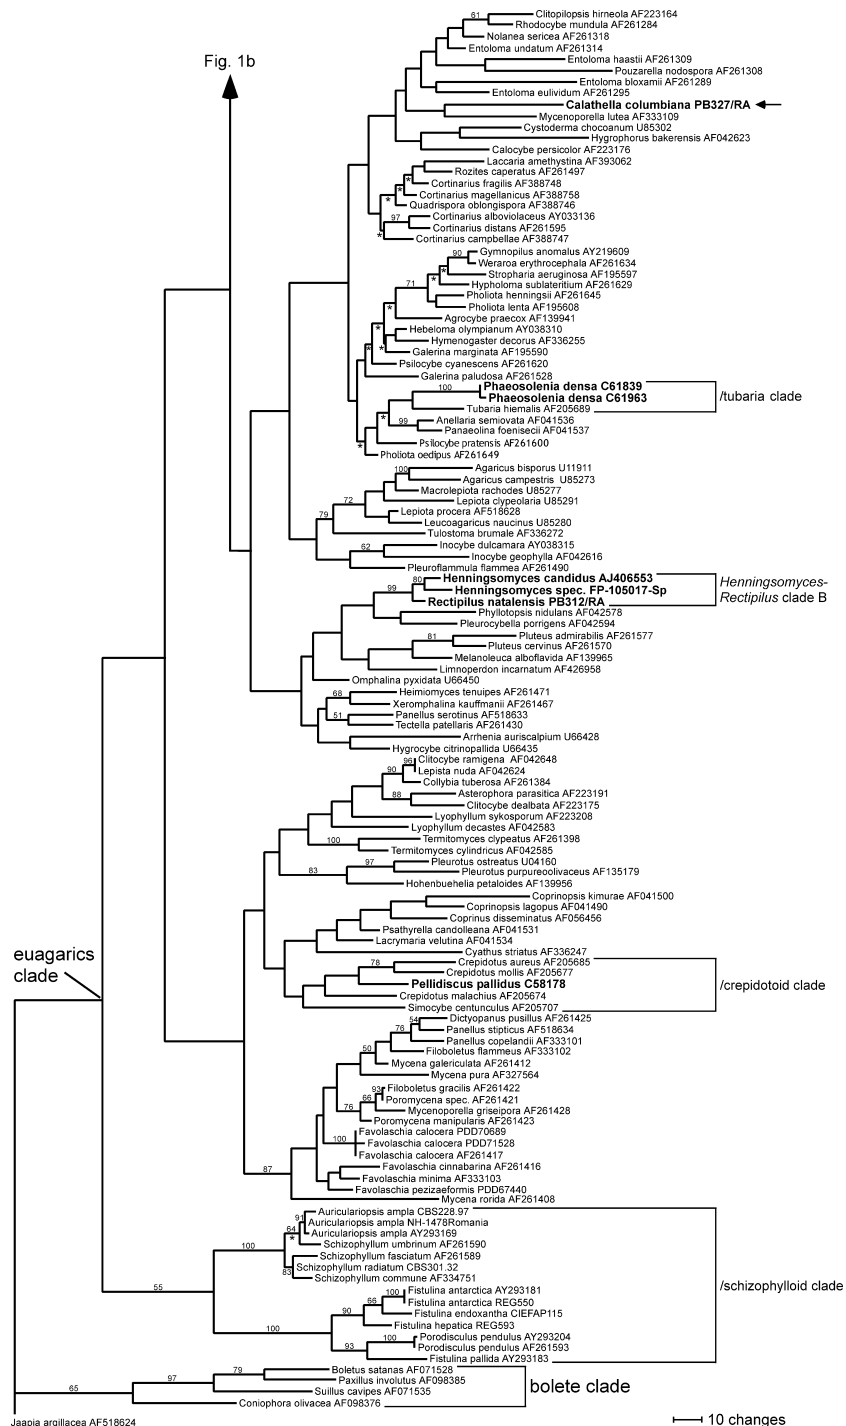 Fig. 1b
61
Clitopilopsis hirneola AF223164
Rhodocybe mundula AF261284
Nolanea sericea AF261318
Entoloma undatum AF261314
Entoloma haastii AF261309
Pouzarella nodospora AF261308
Entoloma bloxamii AF261289
Entoloma eulividum AF261295
Calathella columbiana PB327/RA
Mycenoporella lutea AF333109
Cystoderma chocoanum U85302
Hygrophorus bakerensis AF042623
Calocybe persicolor AF223176
Laccaria amethystina AF393062
Rozites caperatus AF261497
*
Cortinarius fragilis AF388748
*
Cortinarius magellanicus AF388758
*
Quadrispora oblongispora AF388746
97
Cortinarius alboviolaceus AY033136
Cortinarius distans AF261595
*
Cortinarius campbellae AF388747
90
Gymnopilus anomalus AY219609
Weraroa erythrocephala AF261634
*
Stropharia aeruginosa AF195597
*
Hypholoma sublateritium AF261629
71
Pholiota henningsii AF261645
Pholiota lenta AF195608
*
Agrocybe praecox AF139941
*
Hebeloma olympianum AY038310
Hymenogaster decorus AF336255
*
*
Galerina marginata AF195590
Psilocybe cyanescens AF261620
Galerina paludosa AF261528
100
Phaeosolenia densa C61839
Phaeosolenia densa C61963
/tubaria clade
Tubaria hiemalis AF205689
*
99
Anellaria semiovata AF041536
Panaeolina foenisecii AF041537
*
Psilocybe pratensis AF261600
Pholiota oedipus AF261649
100
Agaricus bisporus U11911
Agaricus campestris U85273
Macrolepiota rachodes U85277
72
Lepiota clypeolaria U85291
Lepiota procera AF518628
79
Leucoagaricus naucinus U85280
Tulostoma brumale AF336272
62
Inocybe dulcamara AY038315
Inocybe geophylla AF042616
Pleuroflammula flammea AF261490
80
Henningsomyces candidus AJ406553
99
Henningsomyces spec. FP-105017-Sp
Rectipilus natalensis PB312/RA
Henningsomyces-
Rectipilus clade B
Phyllotopsis nidulans AF042578
Pleurocybella porrigens AF042594
81
Pluteus admirabilis AF261577
Pluteus cervinus AF261570
Melanoleuca alboflavida AF139965
Limnoperdon incarnatum AF426958
Omphalina pyxidata U66450
68
Heimiomyces tenuipes AF261471
Xeromphalina kauffmanii AF261467
51
Panellus serotinus AF518633
Tectella patellaris AF261430
Arrhenia auriscalpium U66428
Hygrocybe citrinopallida U66435
96
Clitocybe ramigena AF042648
90
Lepista nuda AF042624
Collybia tuberosa AF261384
88
Asterophora parasitica AF223191
Clitocybe dealbata AF223175
Lyophyllum sykosporum AF223208
Lyophyllum decastes AF042583
100
Termitomyces clypeatus AF261398
Termitomyces cylindricus AF042585
97
Pleurotus ostreatus U04160
83
Pleurotus purpureoolivaceus AF135179
Hohenbuehelia petaloides AF139956
Coprinopsis kimurae AF041500
Coprinopsis lagopus AF041490
Coprinus disseminatus AF056456
Psathyrella candolleana AF041531
Lacrymaria velutina AF041534
Cyathus striatus AF336247
euagarics
clade
78
Crepidotus aureus AF205685
Crepidotus mollis AF205677
Pellidiscus pallidus C58178
/crepidotoid clade
Crepidotus malachius AF205674
Simocybe centunculus AF205707
54
Dictyopanus pusillus AF261425
76
Panellus stipticus AF518634
Panellus copelandii AF333101
50
Filoboletus flammeus AF333102
Mycena galericulata AF261412
Mycena pura AF327564
93
Filoboletus gracilis AF261422
66
Poromycena spec. AF261421
76
Mycenoporella griseipora AF261428
Poromycena manipularis AF261423
Favolaschia calocera PDD70689
100
Favolaschia calocera PDD71528
Favolaschia calocera AF261417
Favolaschia cinnabarina AF261416
87
Favolaschia minima AF333103
Favolaschia pezizaeformis PDD67440
Mycena rorida AF261408
Auriculariopsis ampla CBS228.97
91
Auriculariopsis ampla NH-1478Romania
64
Auriculariopsis ampla AY293169
*
100
Schizophyllum umbrinum AF261590
Schizophyllum fasciatum AF261589
83
Schizophyllum radiatum CBS301.32
Schizophyllum commune AF334751
/schizophylloid clade
55
100
Fistulina antarctica AY293181
66
Fistulina antarctica REG550
90
Fistulina endoxantha CIEFAP115
100
Fistulina hepatica REG593
100
Porodisculus pendulus AY293204
93
Porodisculus pendulus AF261593
Fistulina pallida AY293183
79
Boletus satanas AF071528
97
Paxillus involutus AF098385
65
Suillus cavipes AF071535
bolete clade
Coniophora olivacea AF098376
Jaapia argillacea AF518624
10 changes